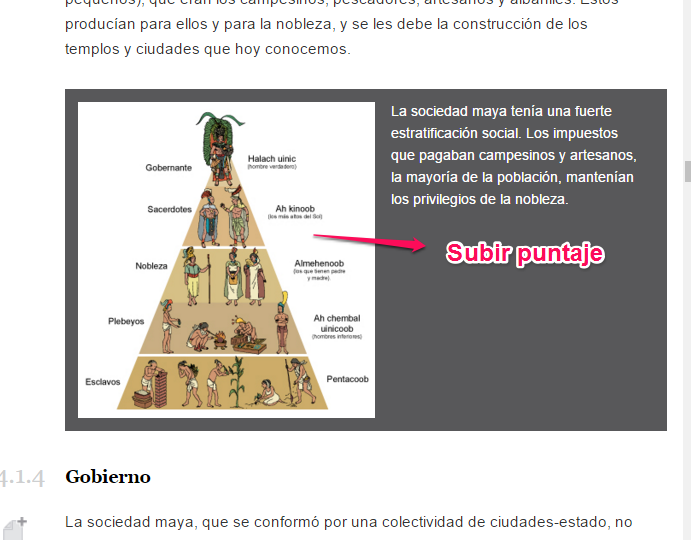 pequeños), que eran los campesinos, pescadores, artesanos y albañiles. Estos
producían para ellos y para la nobleza, y se les debe la construcción de los
templos y ciudades que hoy conocemos.
Gobernante
Halach uinic
(hombre verdadero)
Sacerdotes
Ah kinoob
(los más altos del Sol)
Nobleza
Almehenoob
(los que tienen padre
y madre)
Plebeyos
Ah chembal
uinicoob
(hombres inferiores)
Esclavos
Pentacoob
La sociedad maya tenía una fuerte
estratificación social. Los impuestos
que pagaban campesinos y artesanos,
la mayoría de la población, mantenían
los privilegios de la nobleza.
Subir puntaje
4.1.4 Gobierno
La sociedad maya, que se conformó por una colectividad de ciudades-estado, no